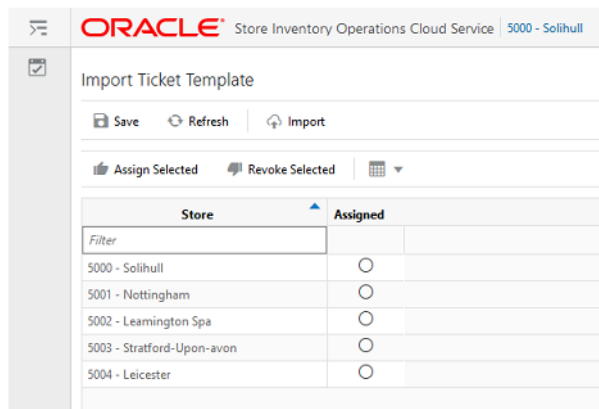 ORACLE Store Inventory Operations Cloud Service 5000 - Solihull
Import Ticket Template
Save Refresh Import
Assign Selected Revoke Selected
Store Assigned
Filter
5000 - Solihull
5001 - Nottingham
5002 - Leamington Spa
5003 - Stratford-Upon-avon
5004 - Leicester